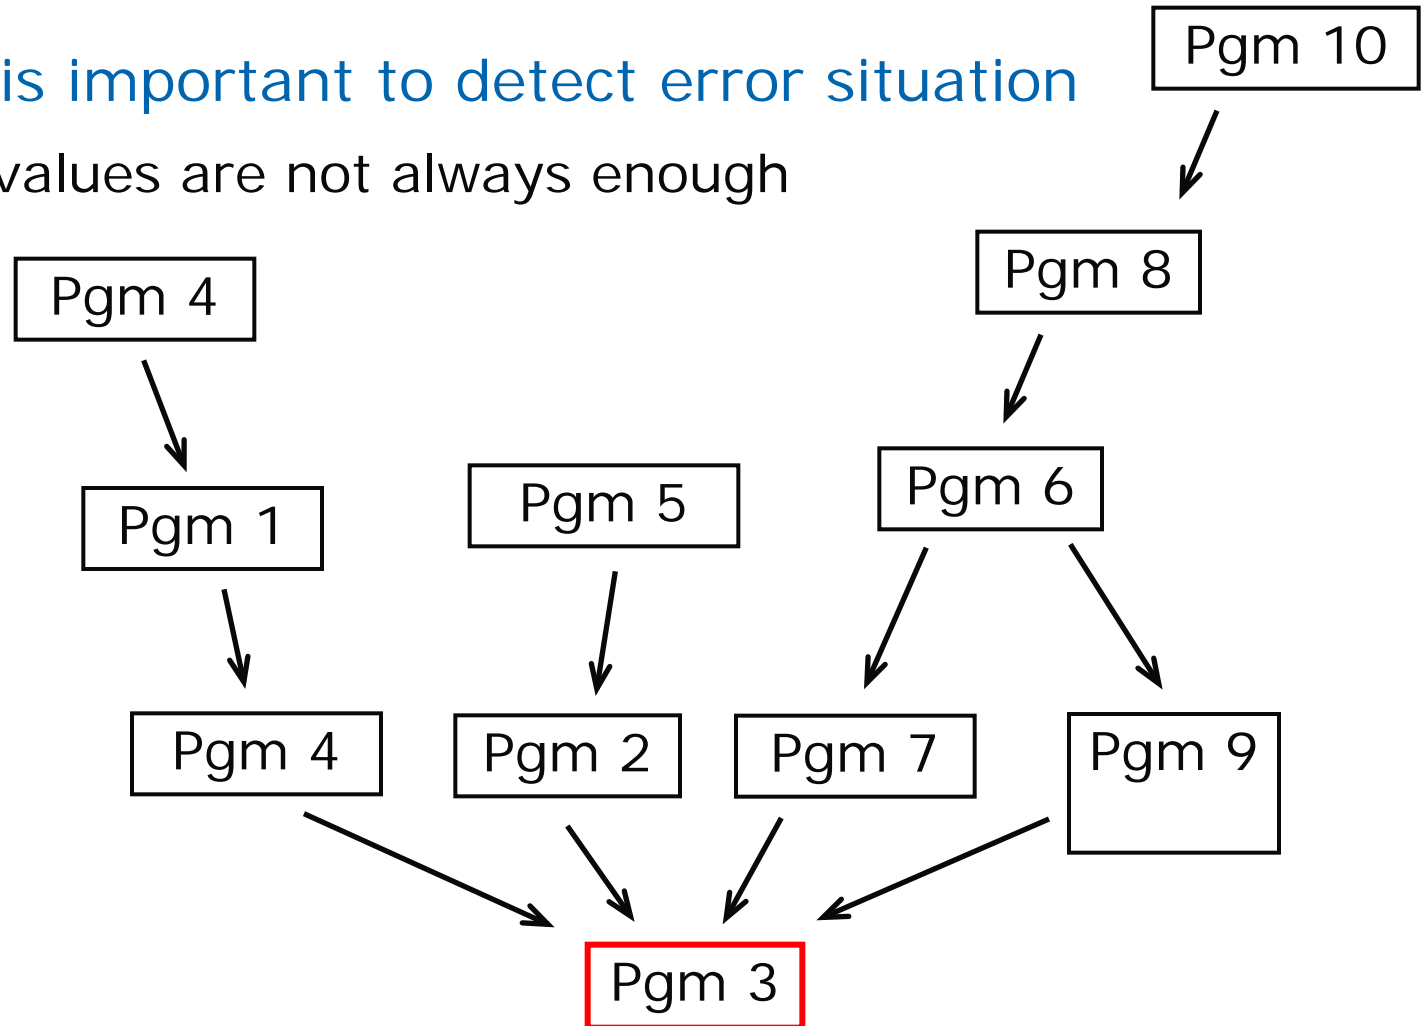 Pgm 10
is important to detect error situation
values are not always enough
Pgm 8
Pgm 4
Pgm 6
Pgm 5
Pgm 1
Pgm 4
Pgm 2
Pgm 7
Pgm 9
Pgm 3